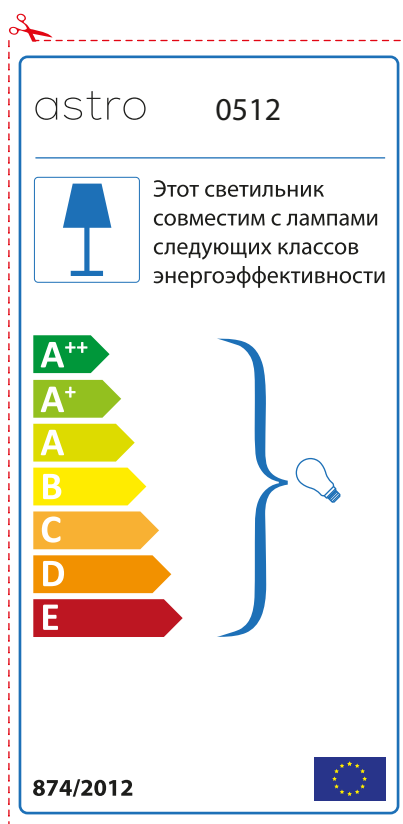 astro 0512
Этот светильник
совместим с лампами
следующих классов
энергоэффективности
A++
A+
A
B
C
D
E
874/2012